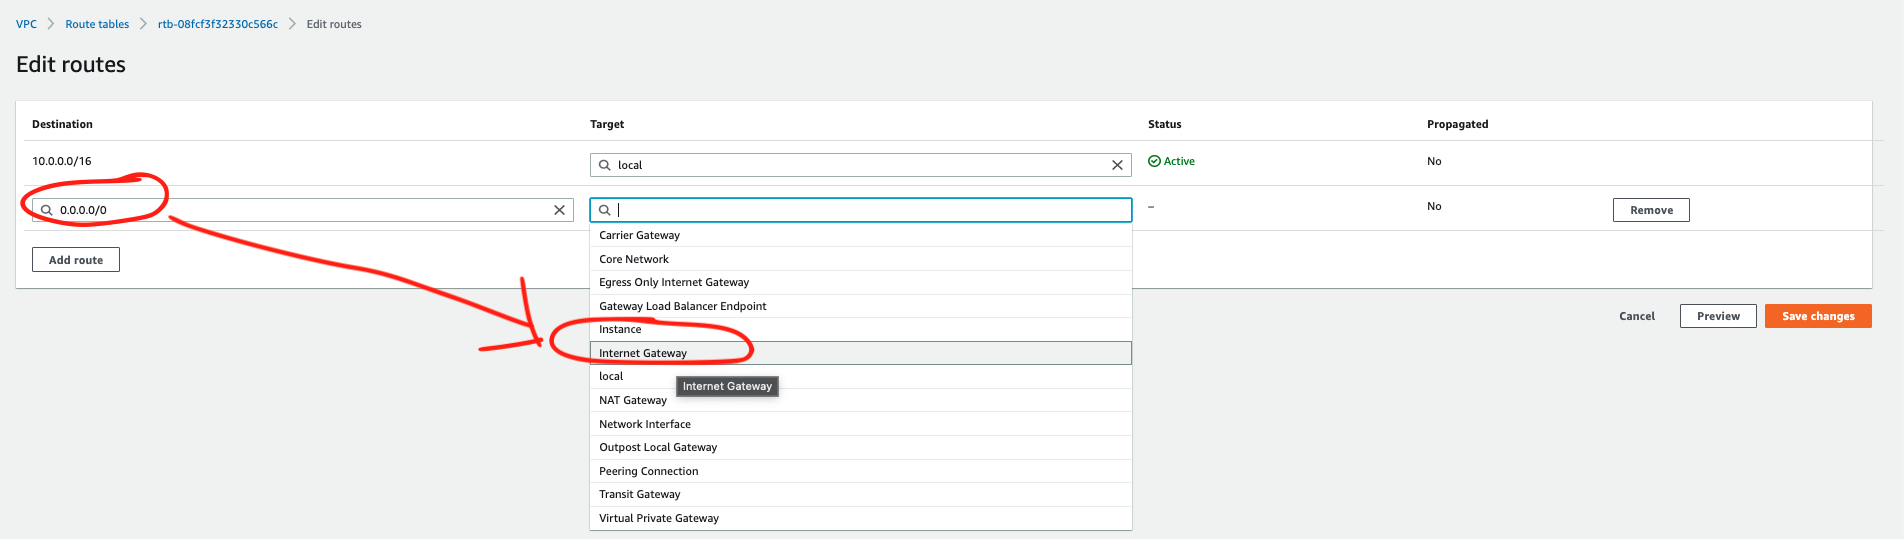 VPC > Route tables > rtb-08fcf3f32330c566c > Edit routes
Edit routes
Destination Target Status Propagated
10.0.0.0/16 local Active No
0.0.0.0/0 – No Remove
Carrier Gateway
Add route
Core Network
Egress Only Internet Gateway
Gateway Load Balancer Endpoint
Cancel Preview Save changes
Instance
Internet Gateway
local
Internet Gateway
NAT Gateway
Network Interface
Outpost Local Gateway
Peering Connection
Transit Gateway
Virtual Private Gateway